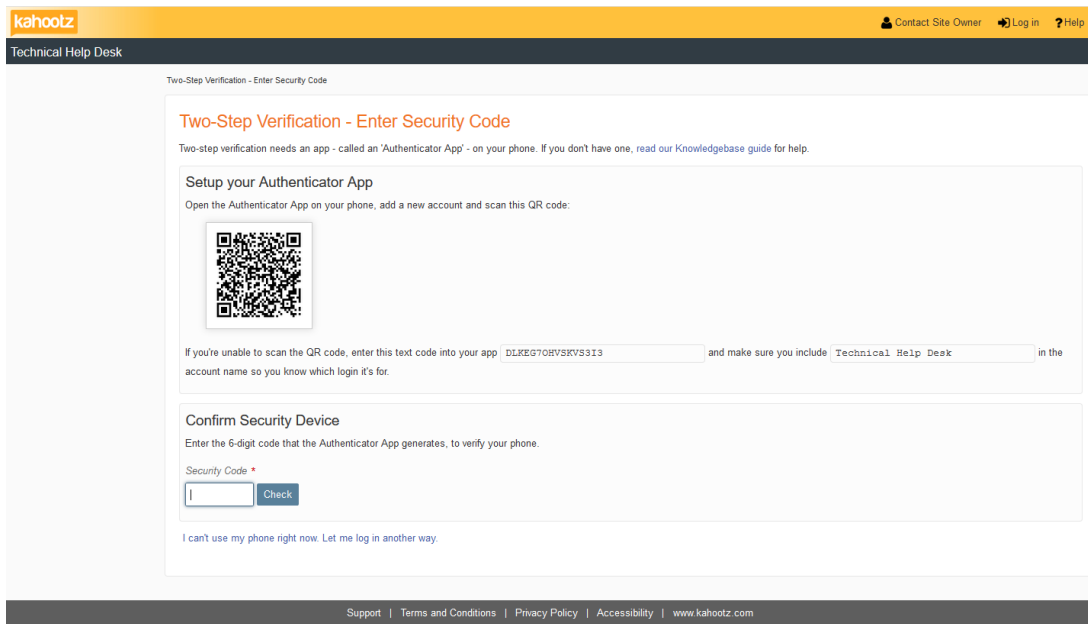 kahootz
Contact Site Owner Log in ? Help
Technical Help Desk
Two-Step Verification - Enter Security Code
Two-Step Verification - Enter Security Code
Two-step verification needs an app - called an 'Authenticator App' - on your phone. If you don't have one, read our Knowledgebase guide for help.
Setup your Authenticator App
Open the Authenticator App on your phone, add a new account and scan this QR code:
If you're unable to scan the QR code, enter this text code into your app DLKEG7OHVSKVS3I3 and make sure you include Technical Help Desk in the
account name so you know which login it's for.
Confirm Security Device
Enter the 6-digit code that the Authenticator App generates, to verify your phone.
Security Code *
Check
I can't use my phone right now. Let me log in another way.
Support | Terms and Conditions | Privacy Policy | Accessibility | www.kahootz.com